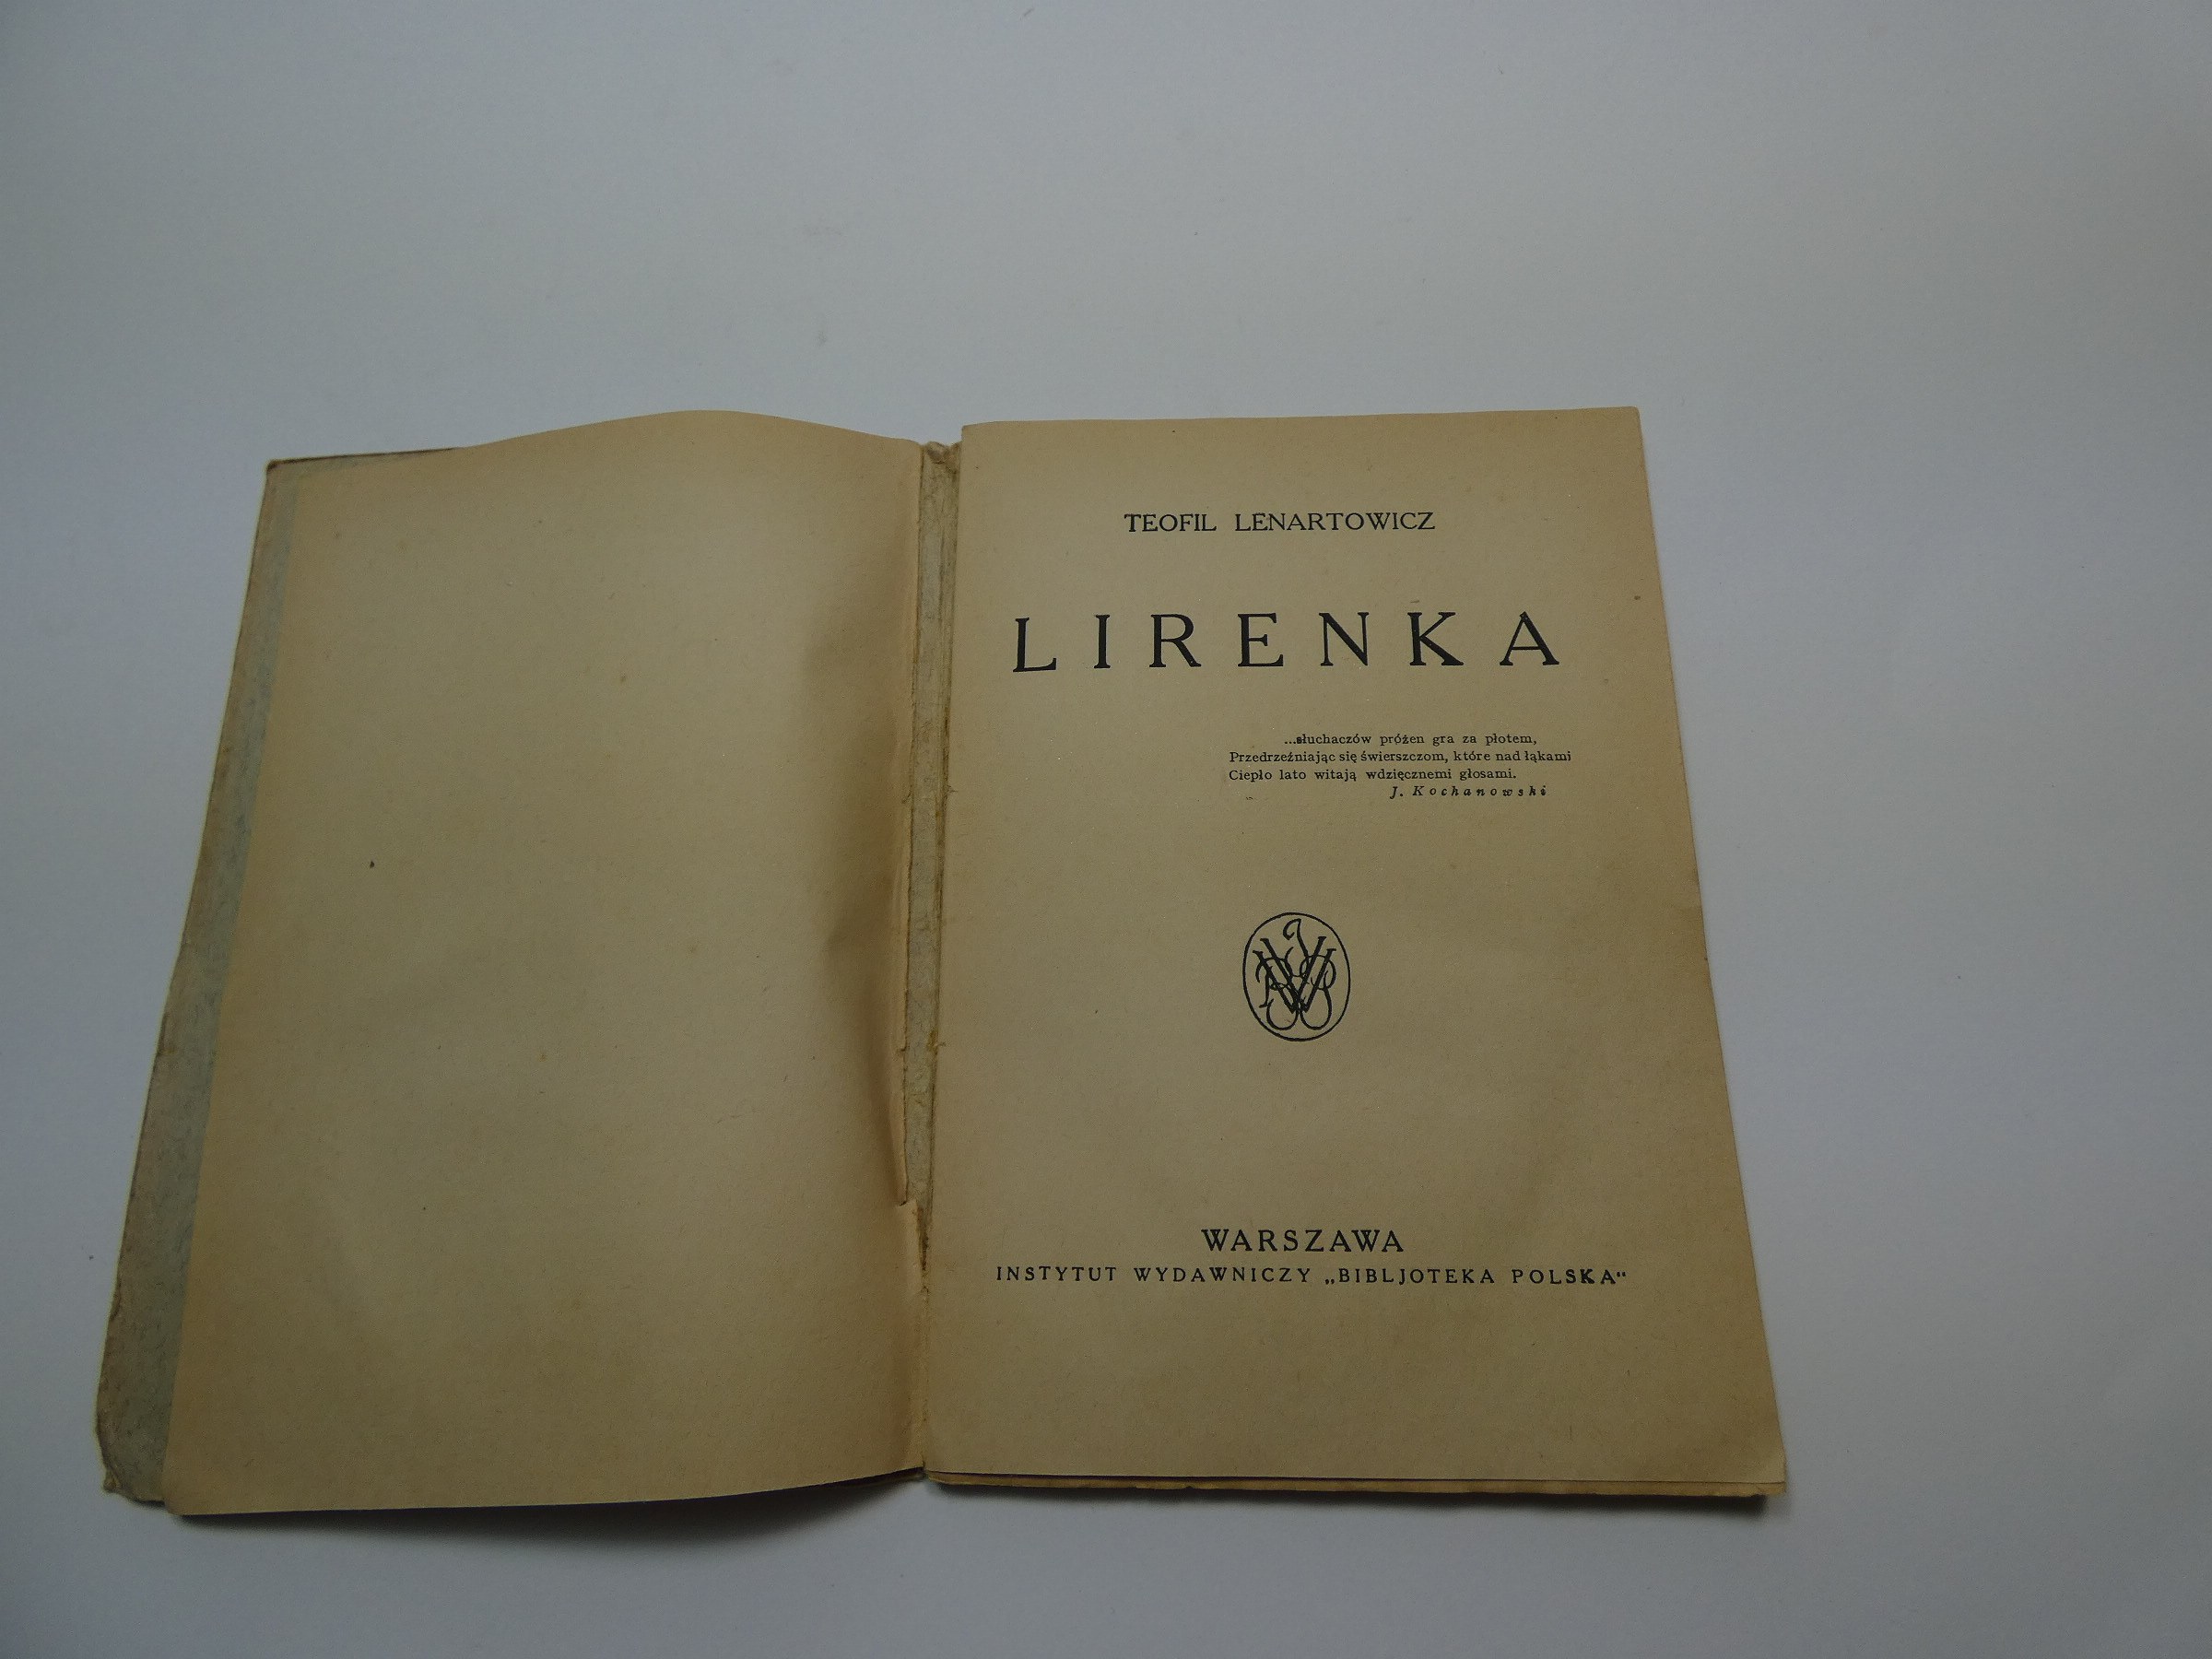 TEOFIL LENARTOWICZ
LIRENKA
...słuchaczów próżen gra za płotem,
Przedrzeźniając się świerszczom, które nad łąkami
Ciepło lato witają wdzięcznemi głosami.
J. Kochanowski
WARSZAWA
INSTYTUT WYDAWNICZY „BIBLJOTEKA POLSKA“